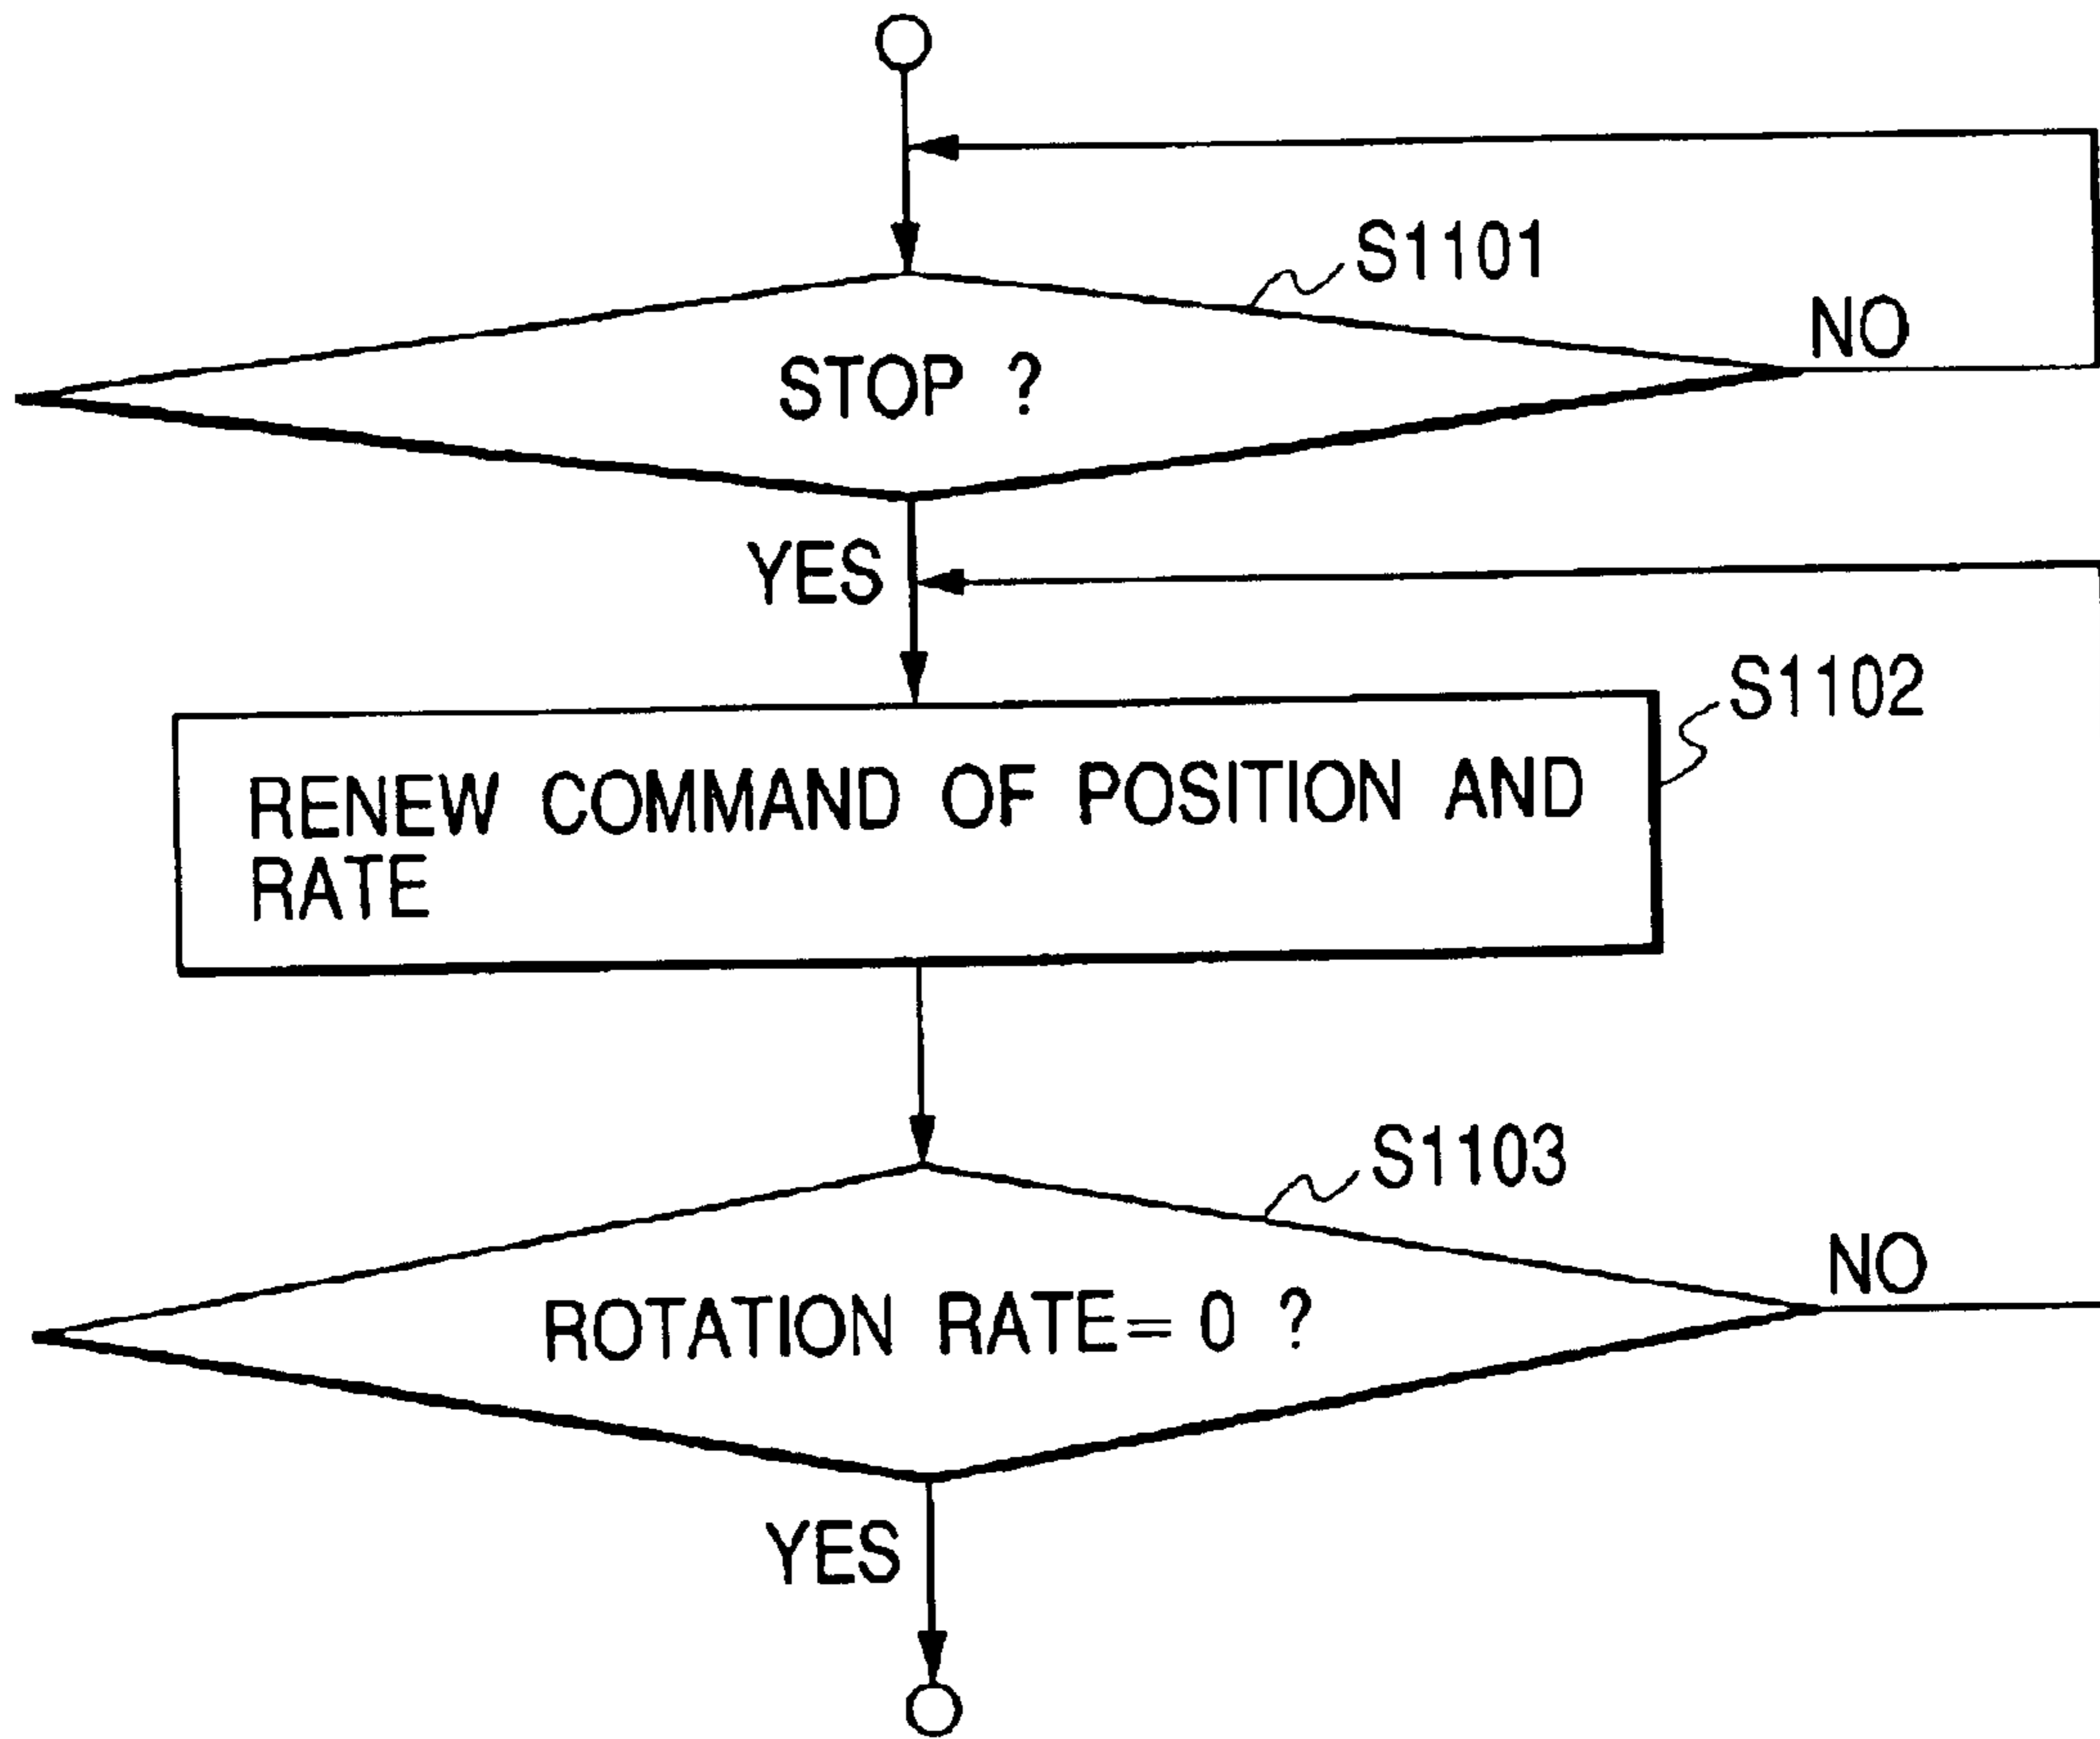 S1101
NO
STOP ?
YES
S1102
RENEW COMMAND OF POSITION AND
RATE
S1103
NO
ROTATION RATE= 0 ?
YES